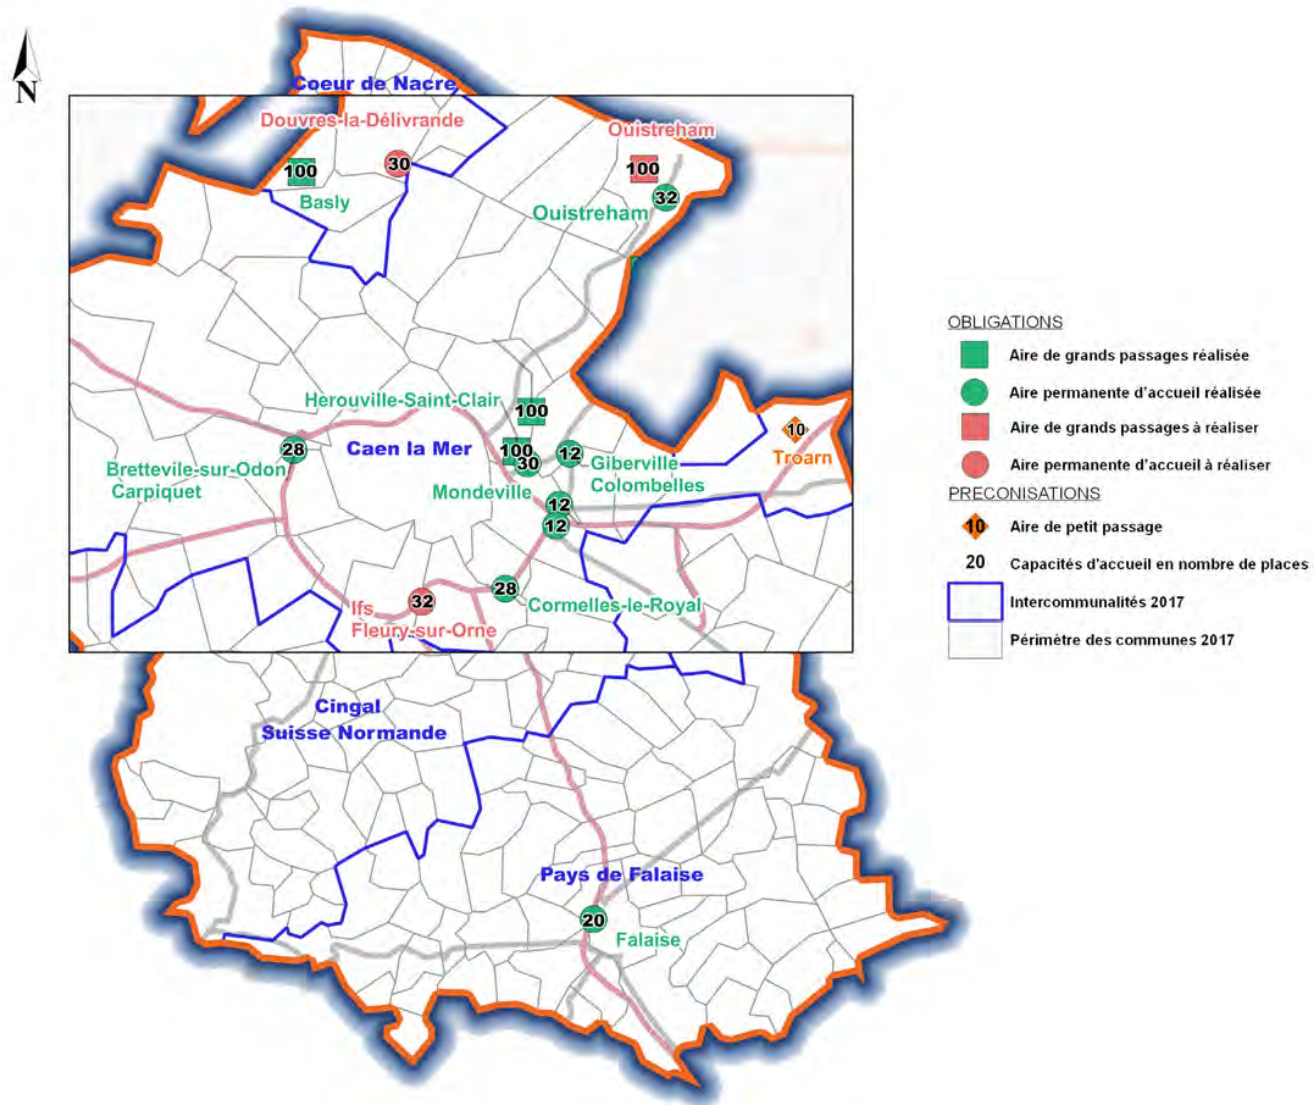 N
Coeur de Nacre
Douvres-la-Délivrande
Ouistreham
100
30
100
Basly
32
Ouistreham
Herouville-Saint-Clair
100
10
28
Caen la Mer
100
12
30
Troarn
Brettevile-sur-Odon
Carpiquet
Giberville
Colombelles
Mondeville
12
12
28
32
Cormelles-le-Royal
Ifs
Fleury-sur-Orne
Cingal
Suisse Normande
Pays de Falaise
20
Falaise
OBLIGATIONS
Aire de grands passages réalisée
Aire permanente d'accueil réalisée
Aire de grands passages à réaliser
Aire permanente d'accueil à réaliser
PRECONISATIONS
10 Aire de petit passage
20 Capacités d'accueil en nombre de places
Intercommunalités 2017
Périmètre des communes 2017